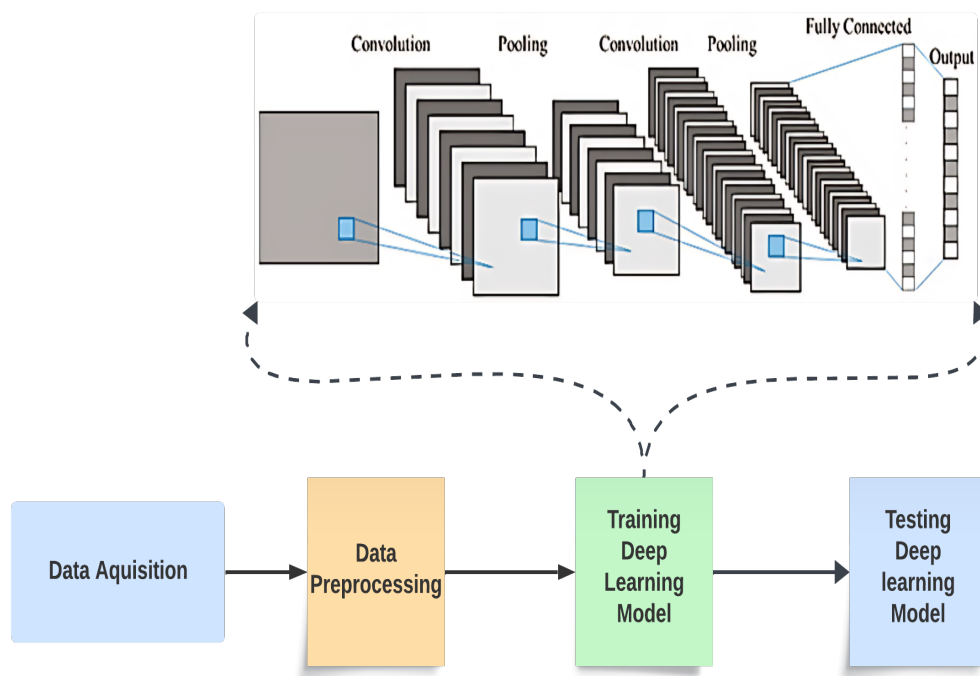 Convolution Pooling Convolution Pooling Fully Connected
Output
Data Aquisition
Data
Preprocessing
Training
Deep
Learning
Model
Testing
Deep
learning
Model